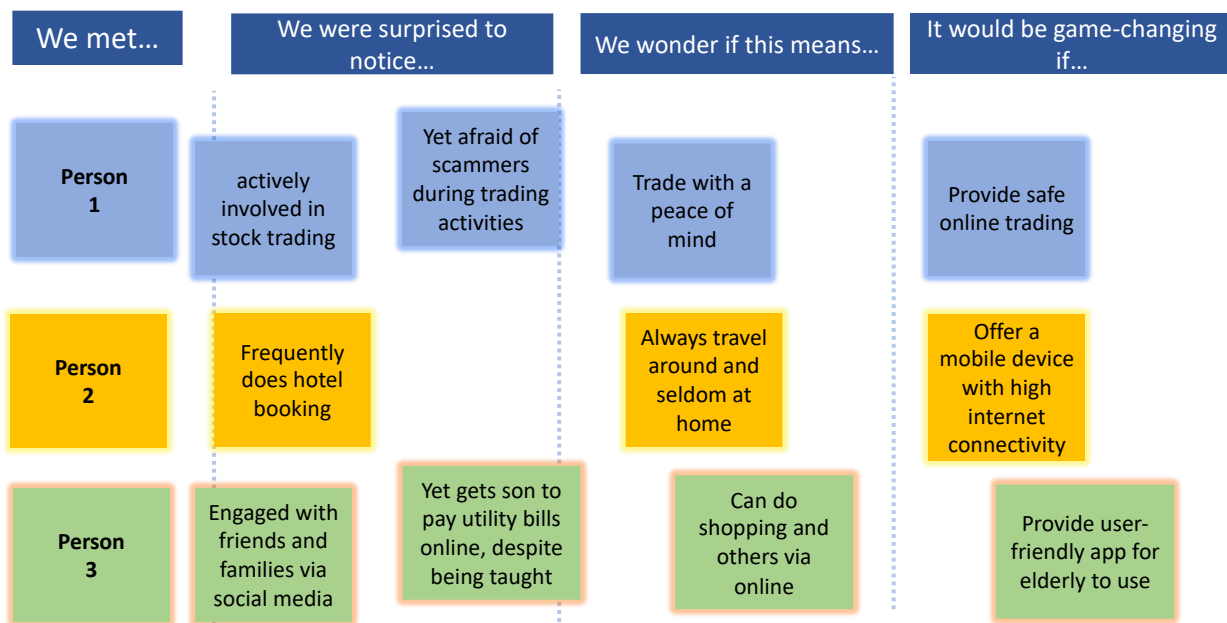 We met...
We were surprised to
notice...
We wonder if this means...
It would be game-changing
if...
Person
1
actively
involved in
stock trading
Yet afraid of
scammers
during trading
activities
Trade with a
peace of
mind
Provide safe
online trading
Person
2
Frequently
does hotel
booking
Always travel
around and
seldom at
home
Offer a
mobile device
with high
internet
connectivity
Person
3
Engaged with
friends and
families via
social media
Yet gets son to
pay utility bills
online, despite
being taught
Can do
shopping and
others via
online
Provide user-
friendly app for
elderly to use